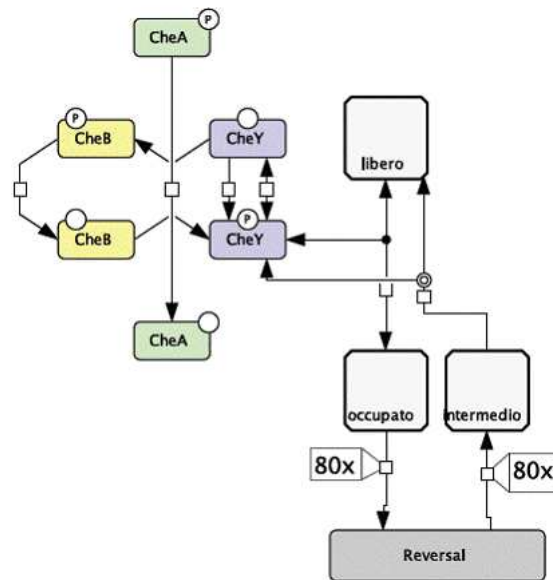 CheA
P
P
CheB
CheY
libero
CheB
P
CheY
CheA
occupato
intermedio
80x
80x
Reversal